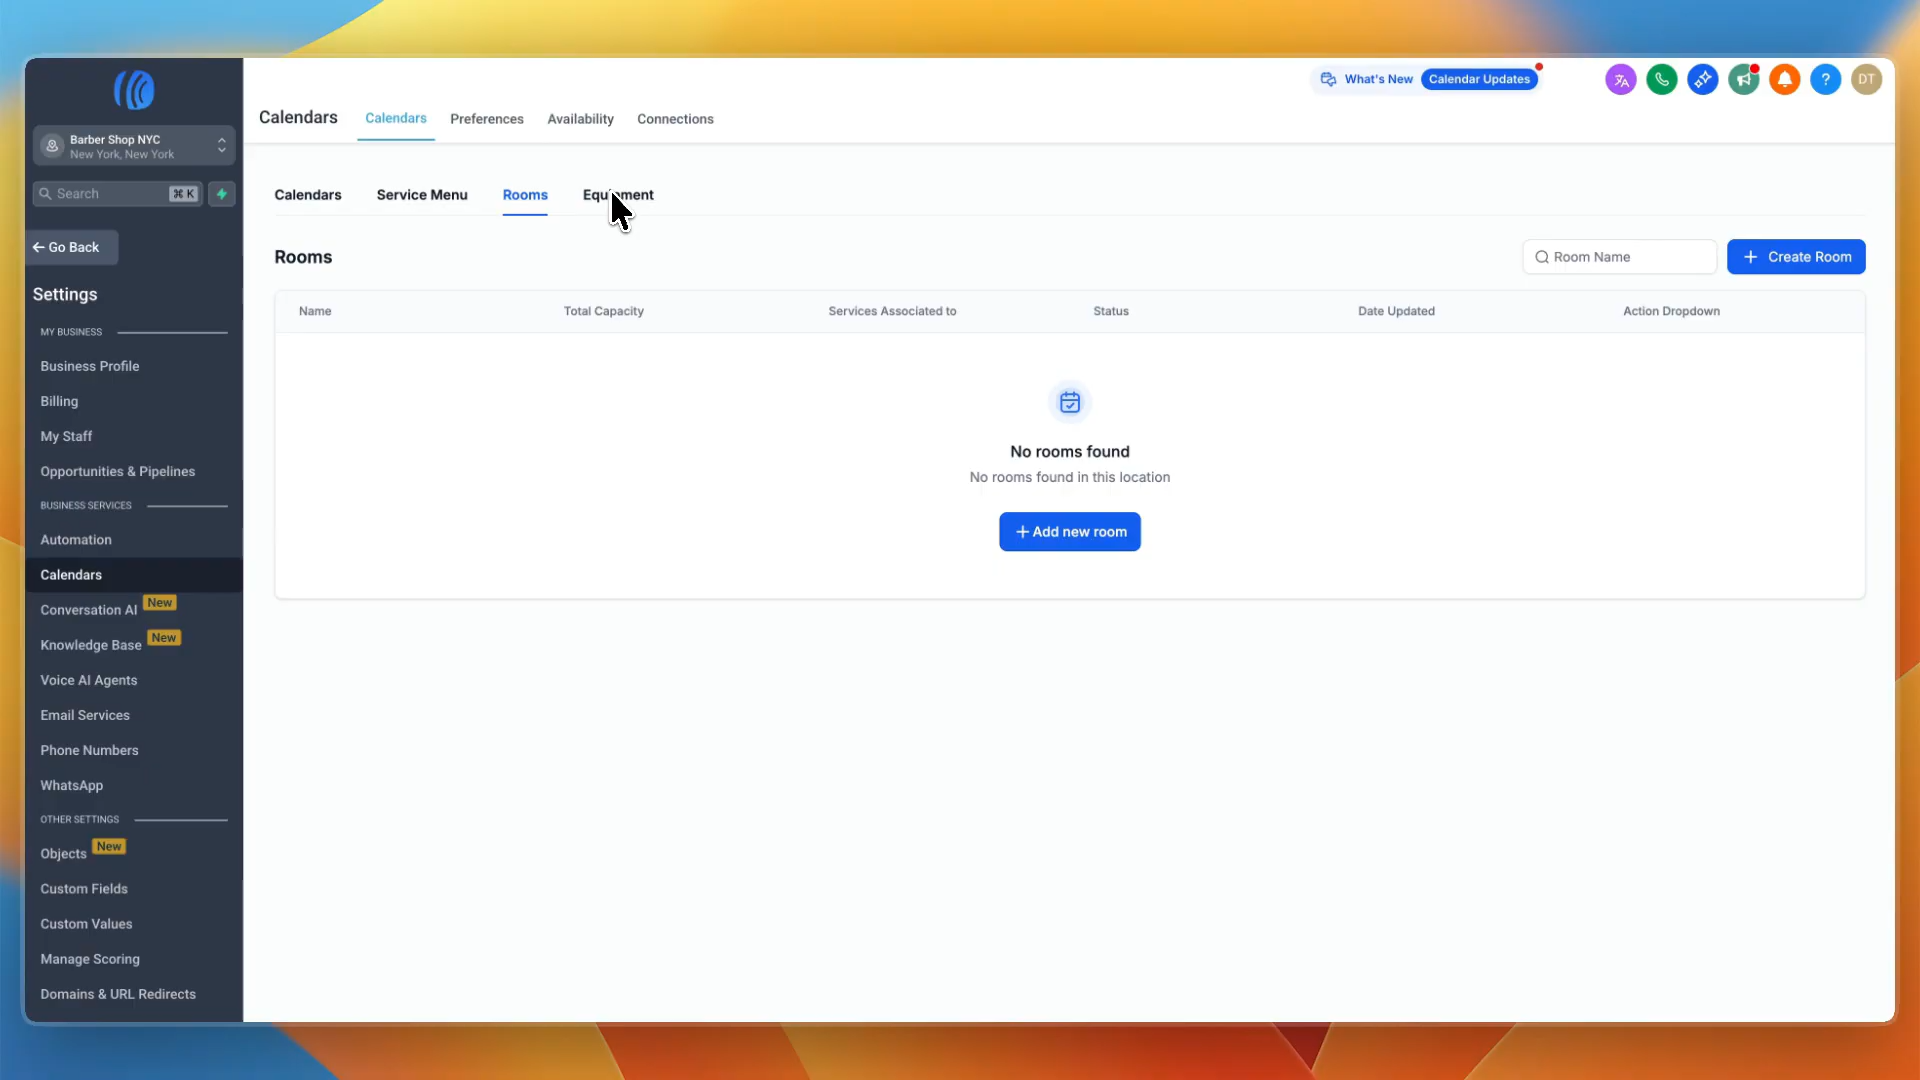 Barber Shop NYC
New York, New York
Search ⌘ K
Go Back
Settings
MY BUSINESS
Business Profile
Billing
My Staff
Opportunities & Pipelines
BUSINESS SERVICES
Automation
Calendars
Conversation AI New
Knowledge Base New
Voice AI Agents
Email Services
Phone Numbers
WhatsApp
OTHER SETTINGS
Objects New
Custom Fields
Custom Values
Manage Scoring
Domains & URL Redirects
What's New Calendar Updates
? DT
Calendars Calendars Preferences Availability Connections
Calendars Service Menu Rooms Equipment
Rooms
Room Name
+ Create Room
Name Total Capacity Services Associated to Status Date Updated Action Dropdown
No rooms found
No rooms found in this location
+ Add new room